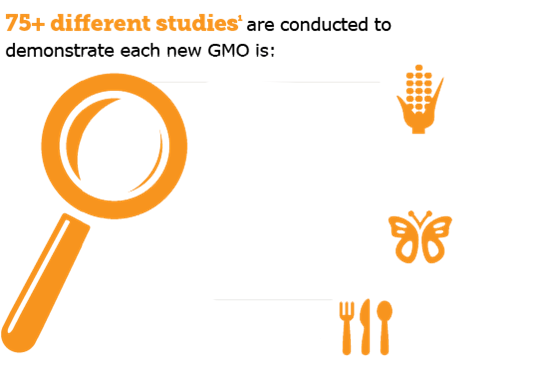 75+ different studies¹ are conducted to
demonstrate each new GMO is: